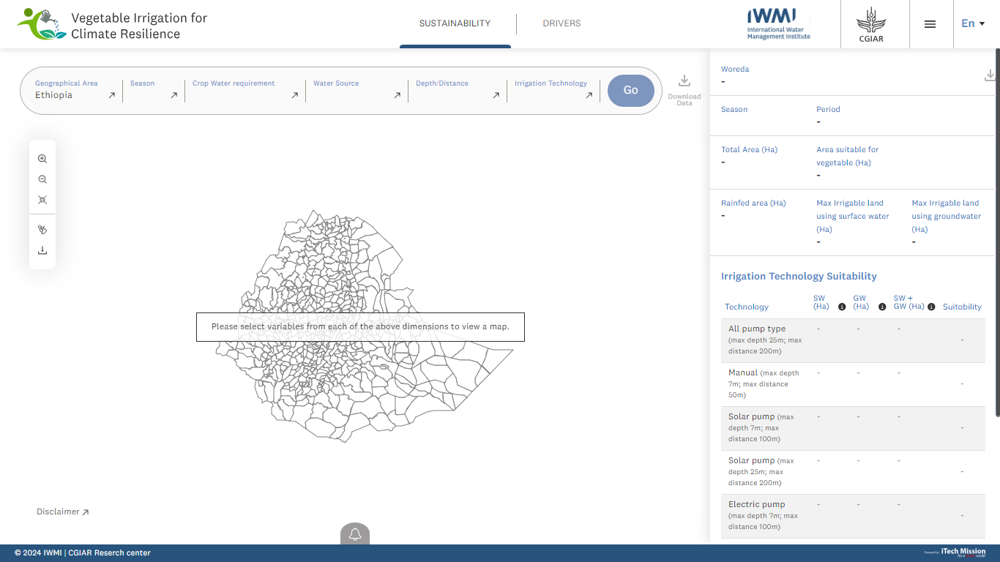 Vegetable Irrigation for
Climate Resilience
SUSTAINABILITY
DRIVERS
IWMI
International Water
Management Institute
CGIAR
En
Geographical Area
Ethiopia
Season
Crop Water requirement
Water Source
Depth/Distance
Irrigation Technology
Go
Download
Data
Please select variables from each of the above dimensions to view a map.
Disclaimer
Woreda
-
Season
Period
-
Total Area (Ha)
-
Area suitable for
vegetable (Ha)
-
Rainfed area (Ha)
-
Max Irrigable land
using surface water
(Ha)
-
Max Irrigable land
using groundwater
(Ha)
-
Irrigation Technology Suitability
Technology
SW
(Ha)
GW
(Ha)
SW +
GW (Ha)
Suitability
All pump type - - -
(max depth 25m; max -
distance 200m)
Manual (max depth - - -
7m; max distance -
50m)
Solar pump (max - - -
depth 7m; max -
distance 100m)
Solar pump (max - - -
depth 25m; max -
distance 200m)
Electric pump - - -
(max depth 7m; max -
distance 100m)
© 2024 IWMI | CGIAR Reserch center
Powered by iTech Mission